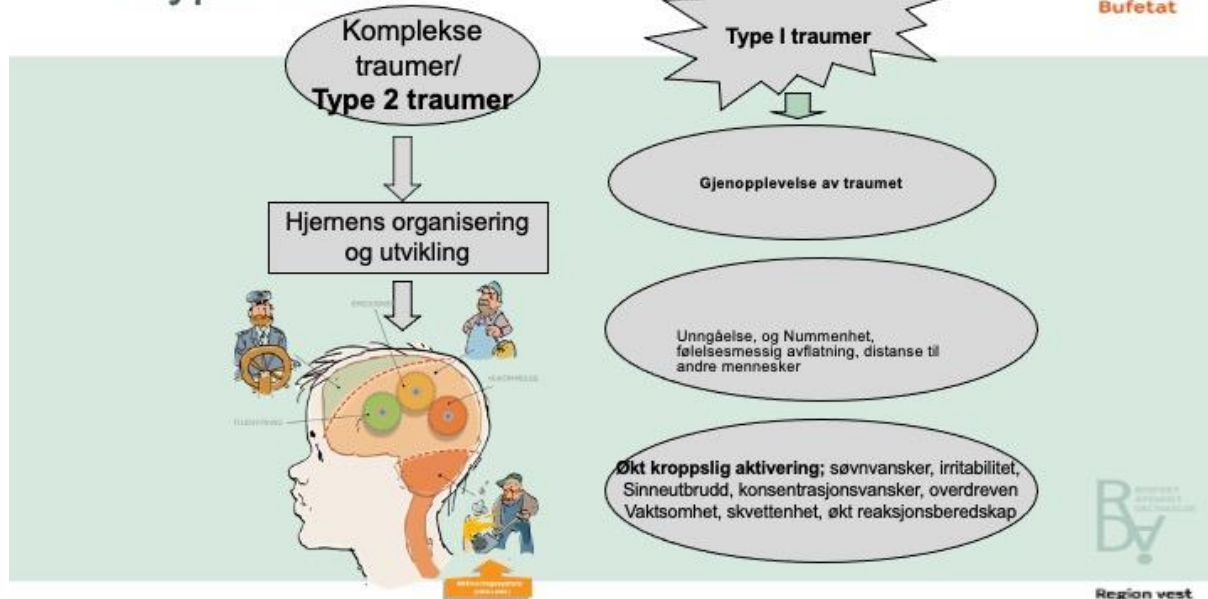 Bufetat
Komplekse
traumer/
Type 2 traumer
Hjernens organisering
og utvikling
Type I traumer
Gjenopplevelse av traumet
Unngåelse, og Nummenhet,
følelsesmessig avflatning, distanse til
andre mennesker
Økt kroppslig aktivering; søvnvansker, irritabilitet,
Sinneutbrudd, konsentrasjonsvansker, overdreven
Vaktsomhet, skvettenhet, økt reaksjonsberedskap
Region vest